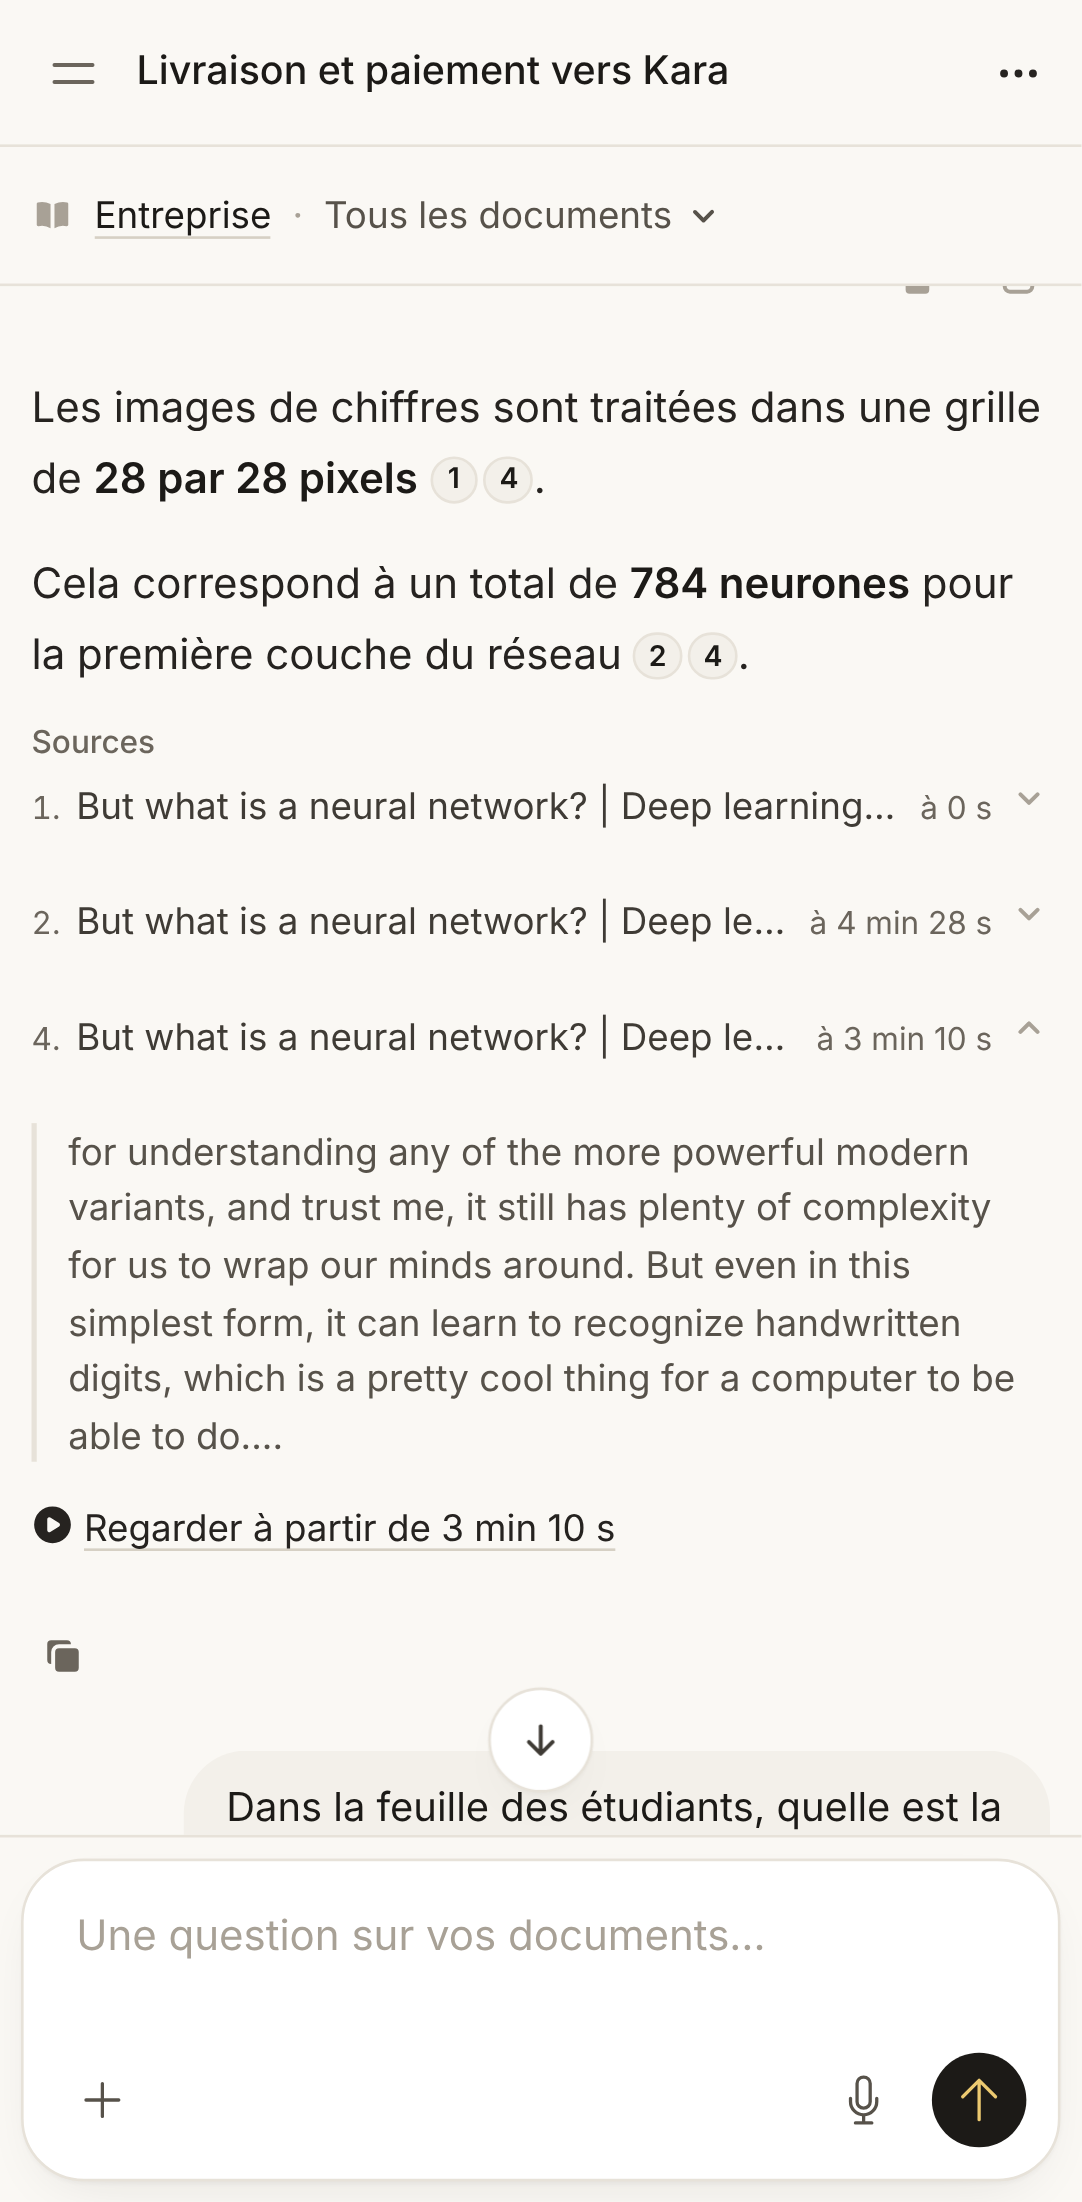 Livraison et paiement vers Kara
Entreprise · Tous les documents
Les images de chiffres sont traitées dans une grille
de 28 par 28 pixels 1 4.
Cela correspond à un total de 784 neurones pour
la première couche du réseau 2 4.
Sources
1. But what is a neural network? | Deep learning... à 0 s
2. But what is a neural network? | Deep le... à 4 min 28 s
4. But what is a neural network? | Deep le... à 3 min 10 s
for understanding any of the more powerful modern
variants, and trust me, it still has plenty of complexity
for us to wrap our minds around. But even in this
simplest form, it can learn to recognize handwritten
digits, which is a pretty cool thing for a computer to be
able to do....
Regarder à partir de 3 min 10 s
Dans la feuille des étudiants, quelle est la
Une question sur vos documents...